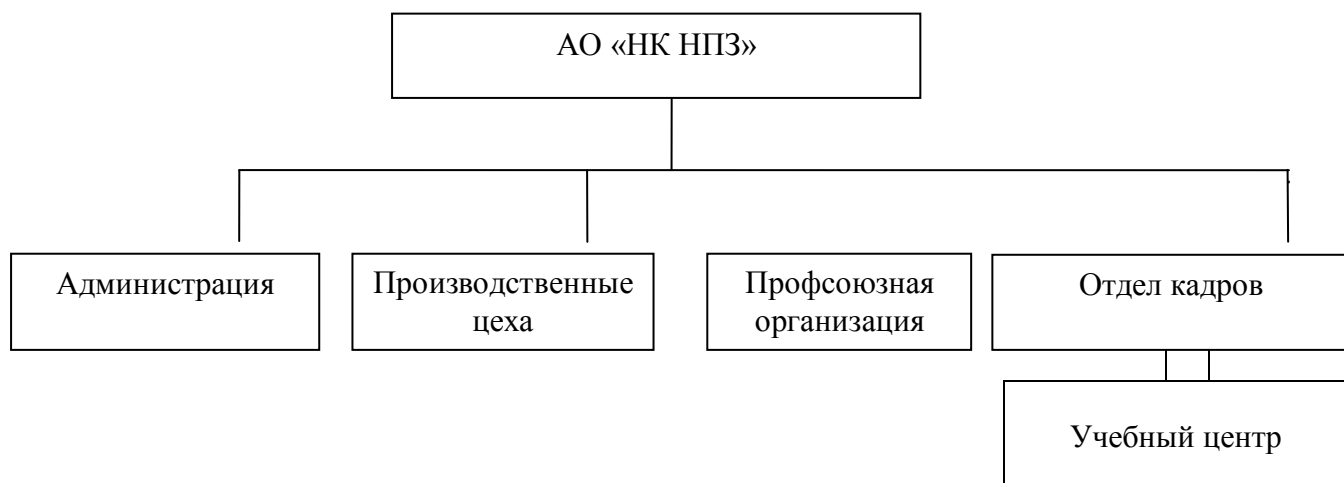 АО «НК НПЗ»
Администрация
Производственные
цеха
Профсоюзная
организация
Отдел кадров
Учебный центр